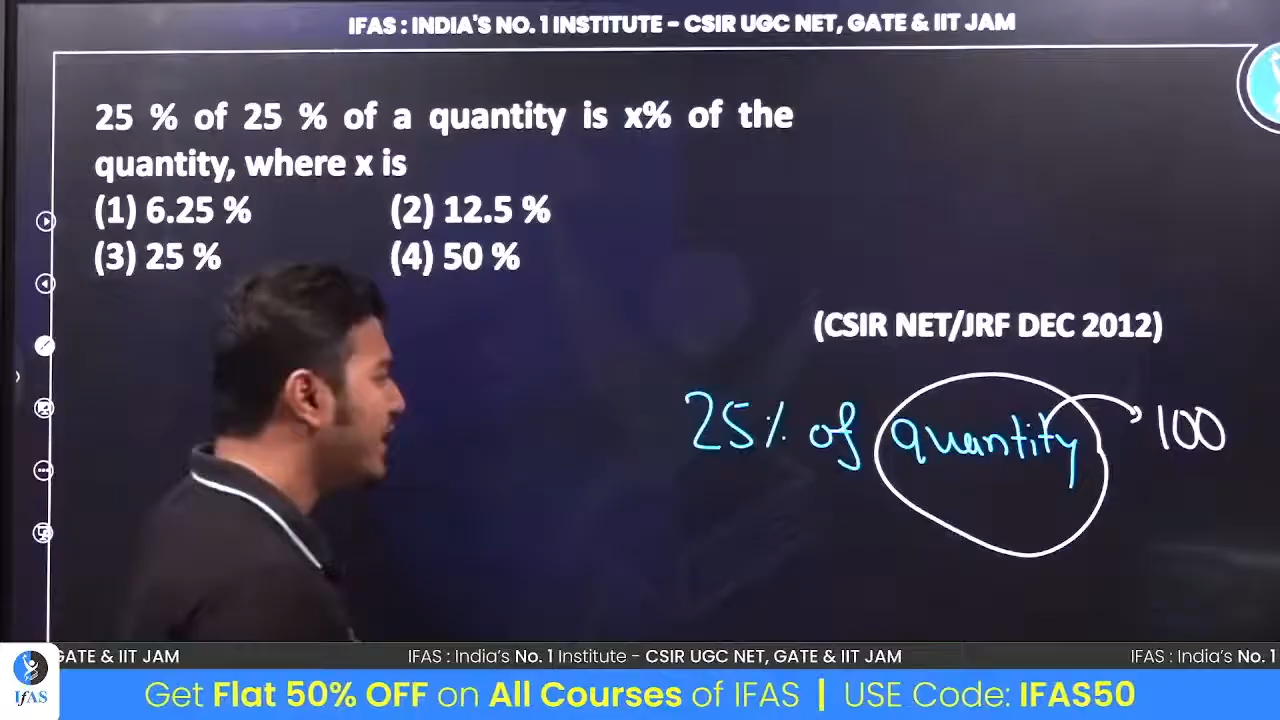 IFAS : INDIA'S NO. 1 INSTITUTE - CSIR UGC NET, GATE & IIT JAM
25 % of 25 % of a quantity is x% of the
quantity, where x is
(1) 6.25 % (2) 12.5 %
(3) 25 % (4) 50 %
(CSIR NET/JRF DEC 2012)
25% of quantity 100
GATE & IIT JAM IFAS : India's No. 1 Institute - CSIR UGC NET, GATE & IIT JAM IFAS : India's No. 1
IfAS
Get Flat 50% OFF on All Courses of IFAS | USE Code: IFAS50